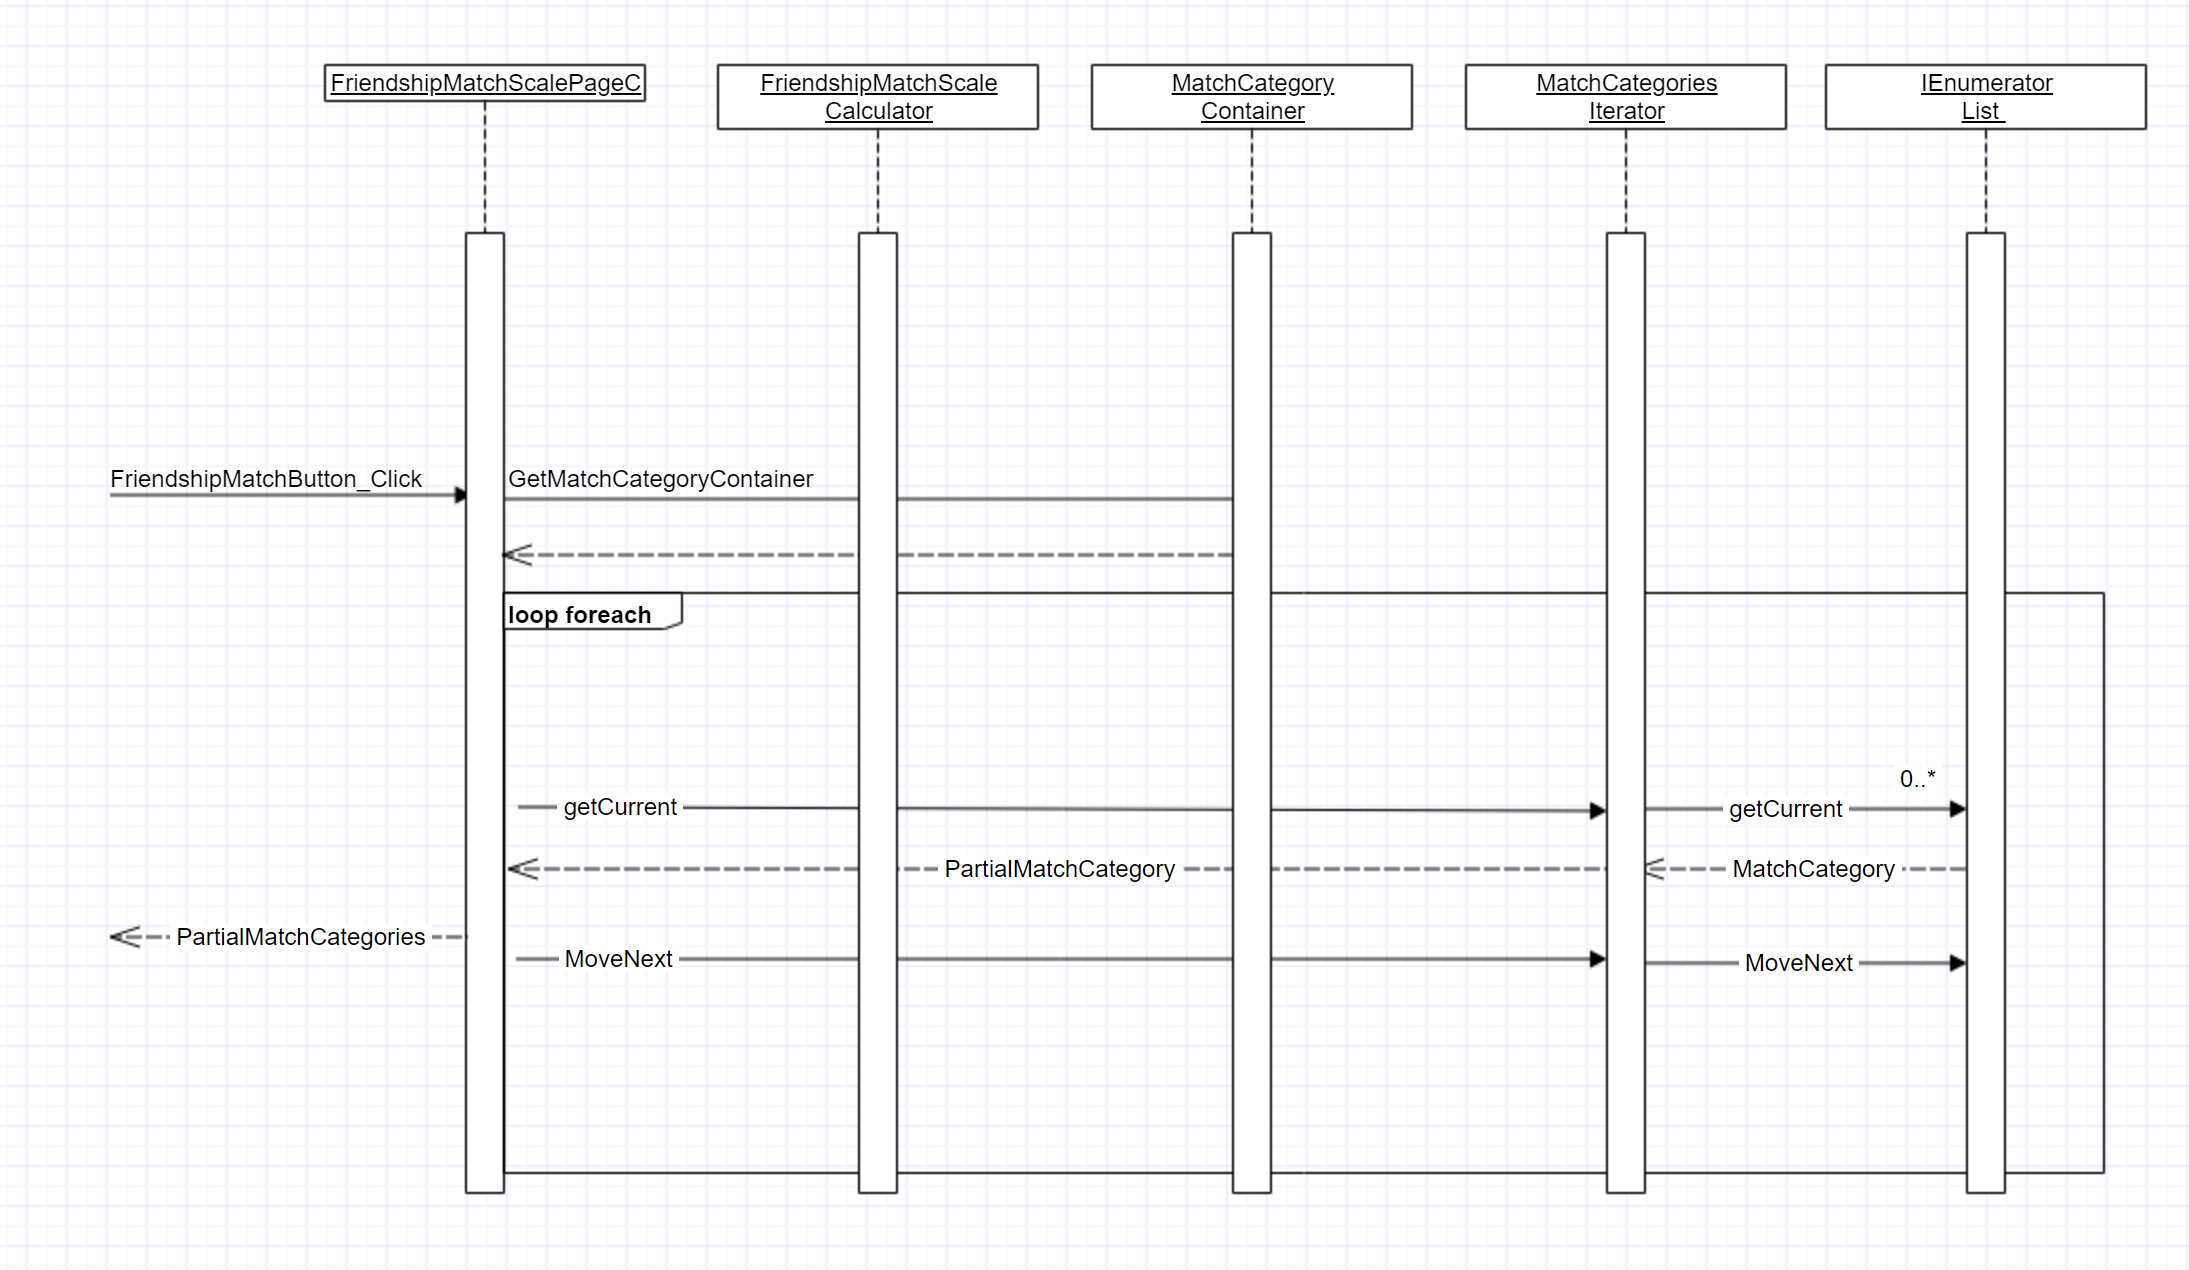 FriendshipMatchScalePageC
FriendshipMatchScale
Calculator
MatchCategory
Container
MatchCategories
Iterator
IEnumerator
List
FriendshipMatchButton_Click
GetMatchCategoryContainer
loop foreach
0..*
getCurrent
getCurrent
PartialMatchCategory
MatchCategory
PartialMatchCategories
MoveNext
MoveNext